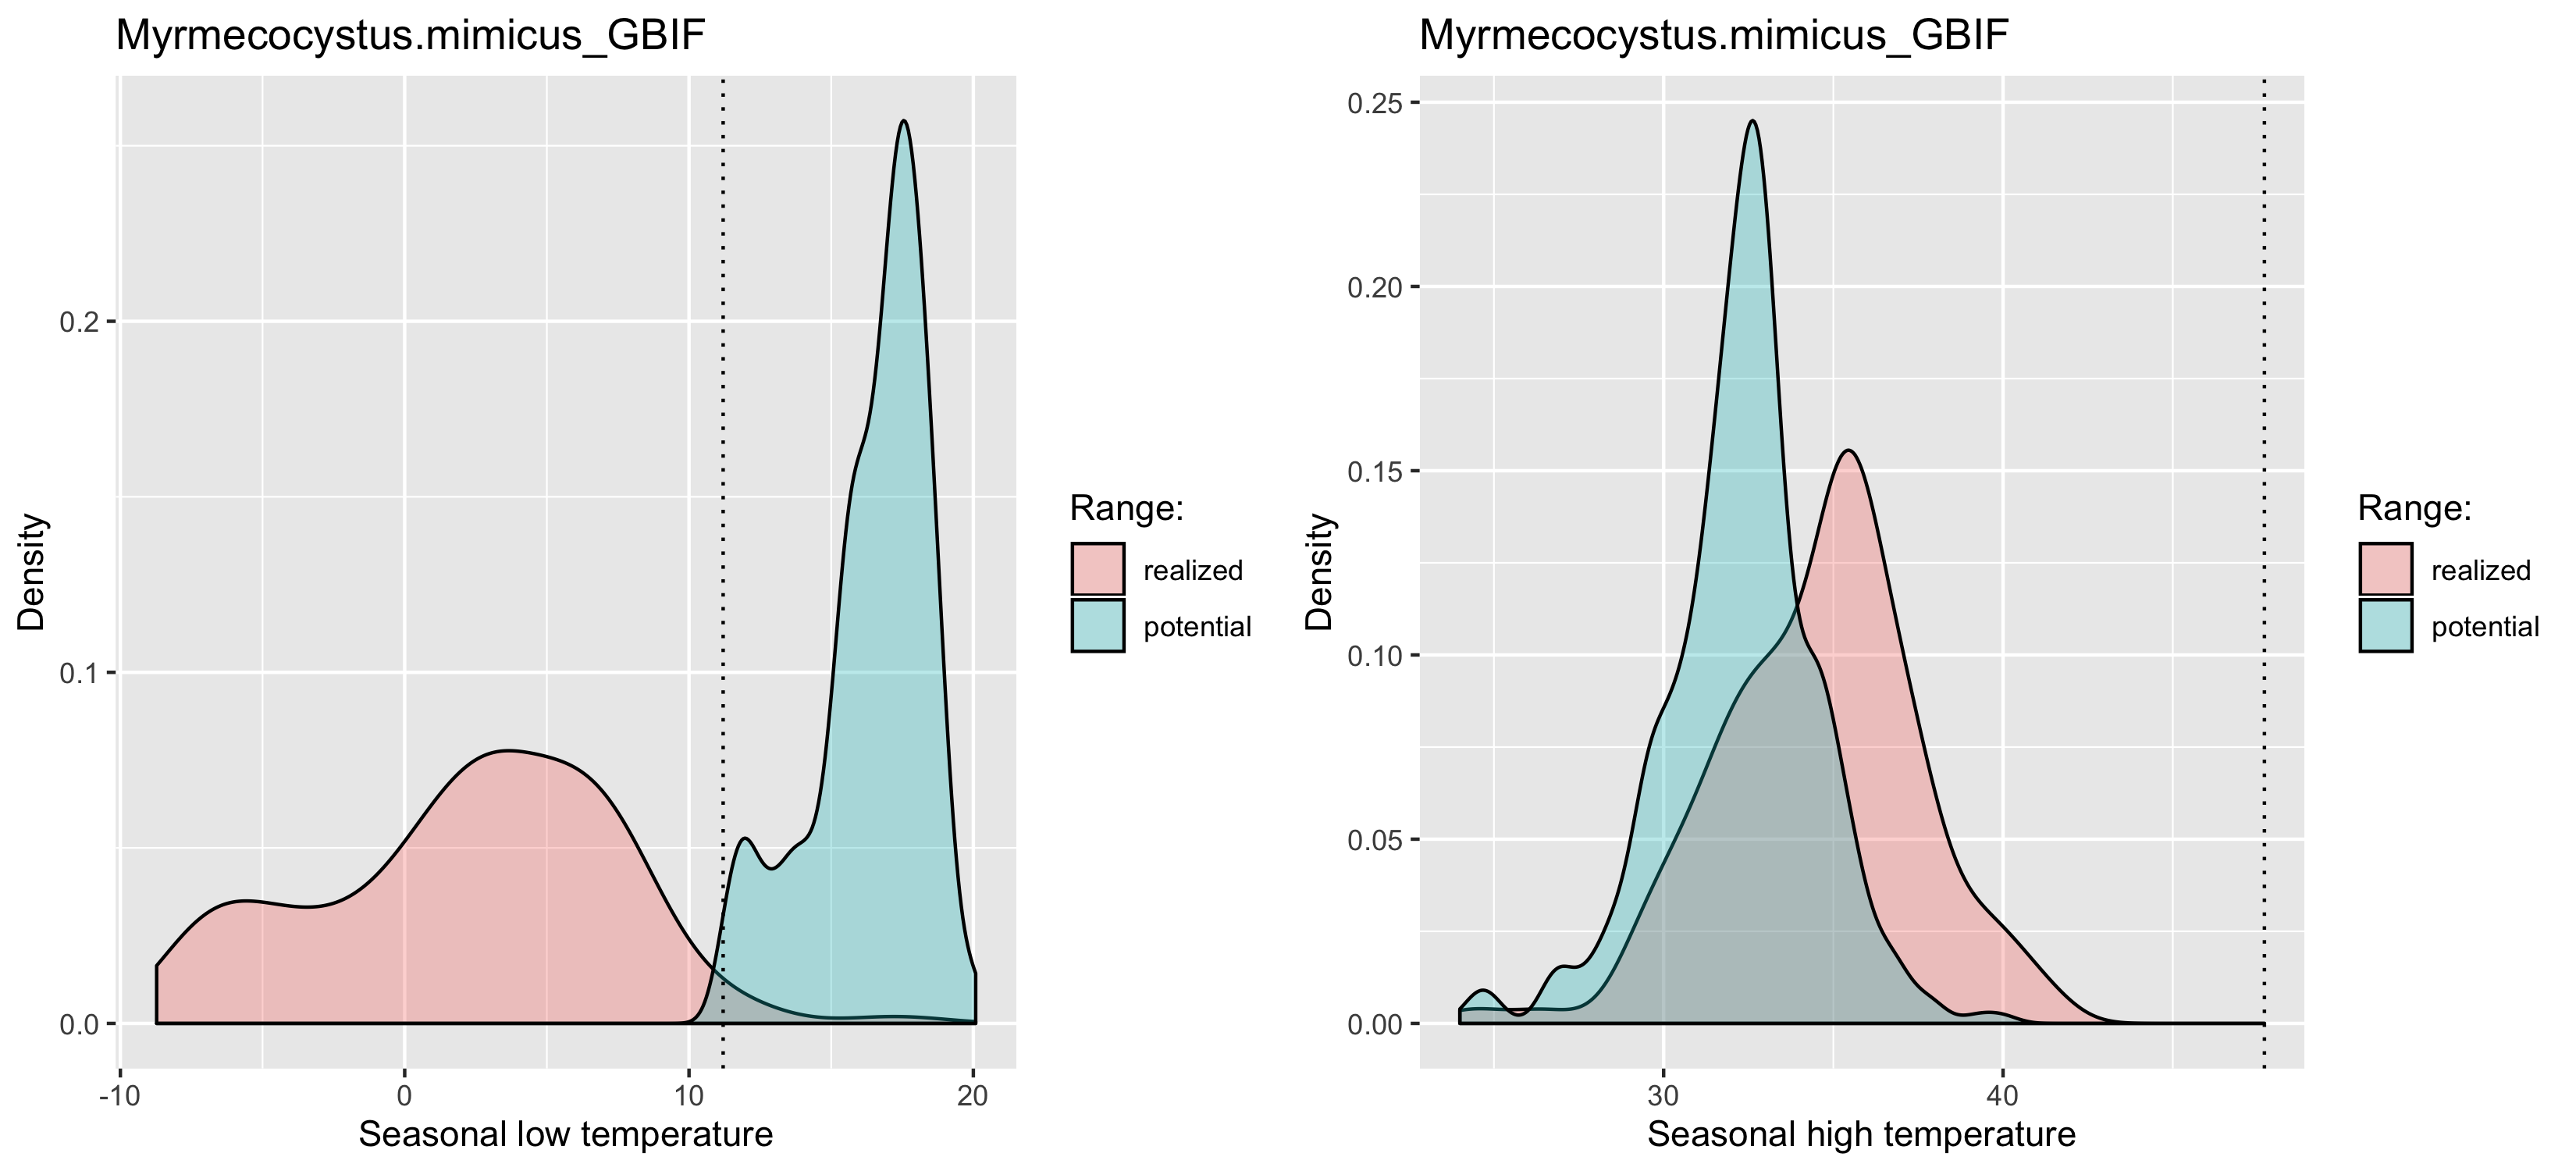 Myrmecocystus.mimicus_GBIF
Density
0.2
0.1
0.0
-10
0
10
20
Seasonal low temperature
Range:
realized
potential
Myrmecocystus.mimicus_GBIF
Density
0.25
0.20
0.15
0.10
0.05
0.00
30
40
Seasonal high temperature
Range:
realized
potential